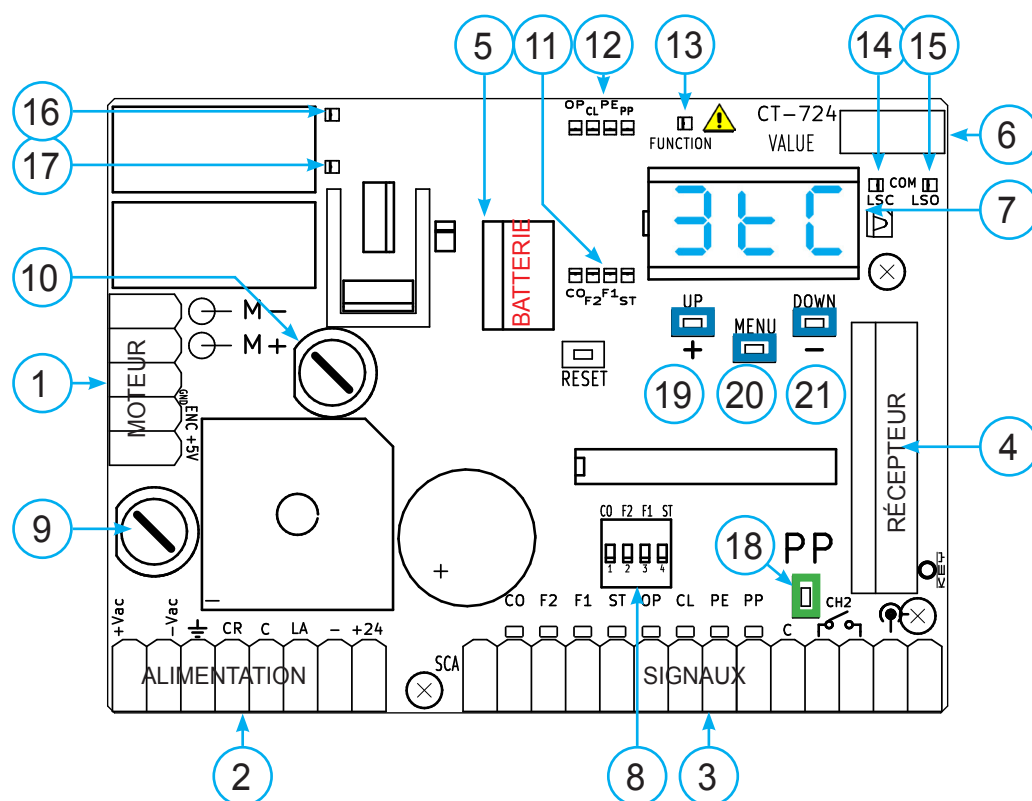 5
11
12
13
14
15
16
OP CL PE PP
CT-724
6
FUNCTION
VALUE
17
COM
LSC
LSO
7
3tC
BATTERIE
10
CO F2 F1 ST
M-
UP
DOWN
MENU
M+
+
-
RESET
1
MOTEUR
GND
ENC
+5V
19
20
21
4
RÉCEPTEUR
9
CO F2 F1 ST
1 2 3 4
18
PP
+
KEY
-
+Vac
-Vac
CR
C
LA
-
+24
CO
F2
F1
ST
OP
CL
PE
PP
C
CH2
SCA
ALIMENTATION
SIGNAUX
2
8
3